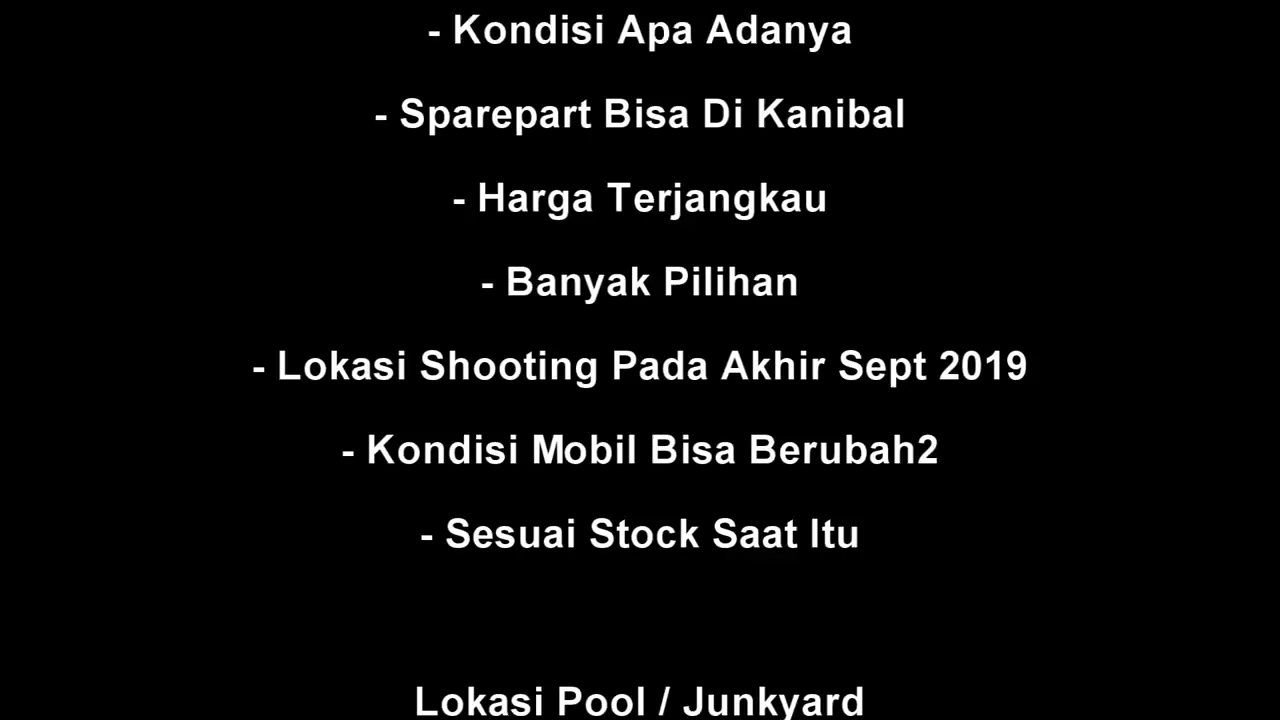 - Kondisi Apa Adanya
- Sparepart Bisa Di Kanibal
- Harga Terjangkau
- Banyak Pilihan
- Lokasi Shooting Pada Akhir Sept 2019
- Kondisi Mobil Bisa Berubah2
- Sesuai Stock Saat Itu
Lokasi Pool / Junkyard